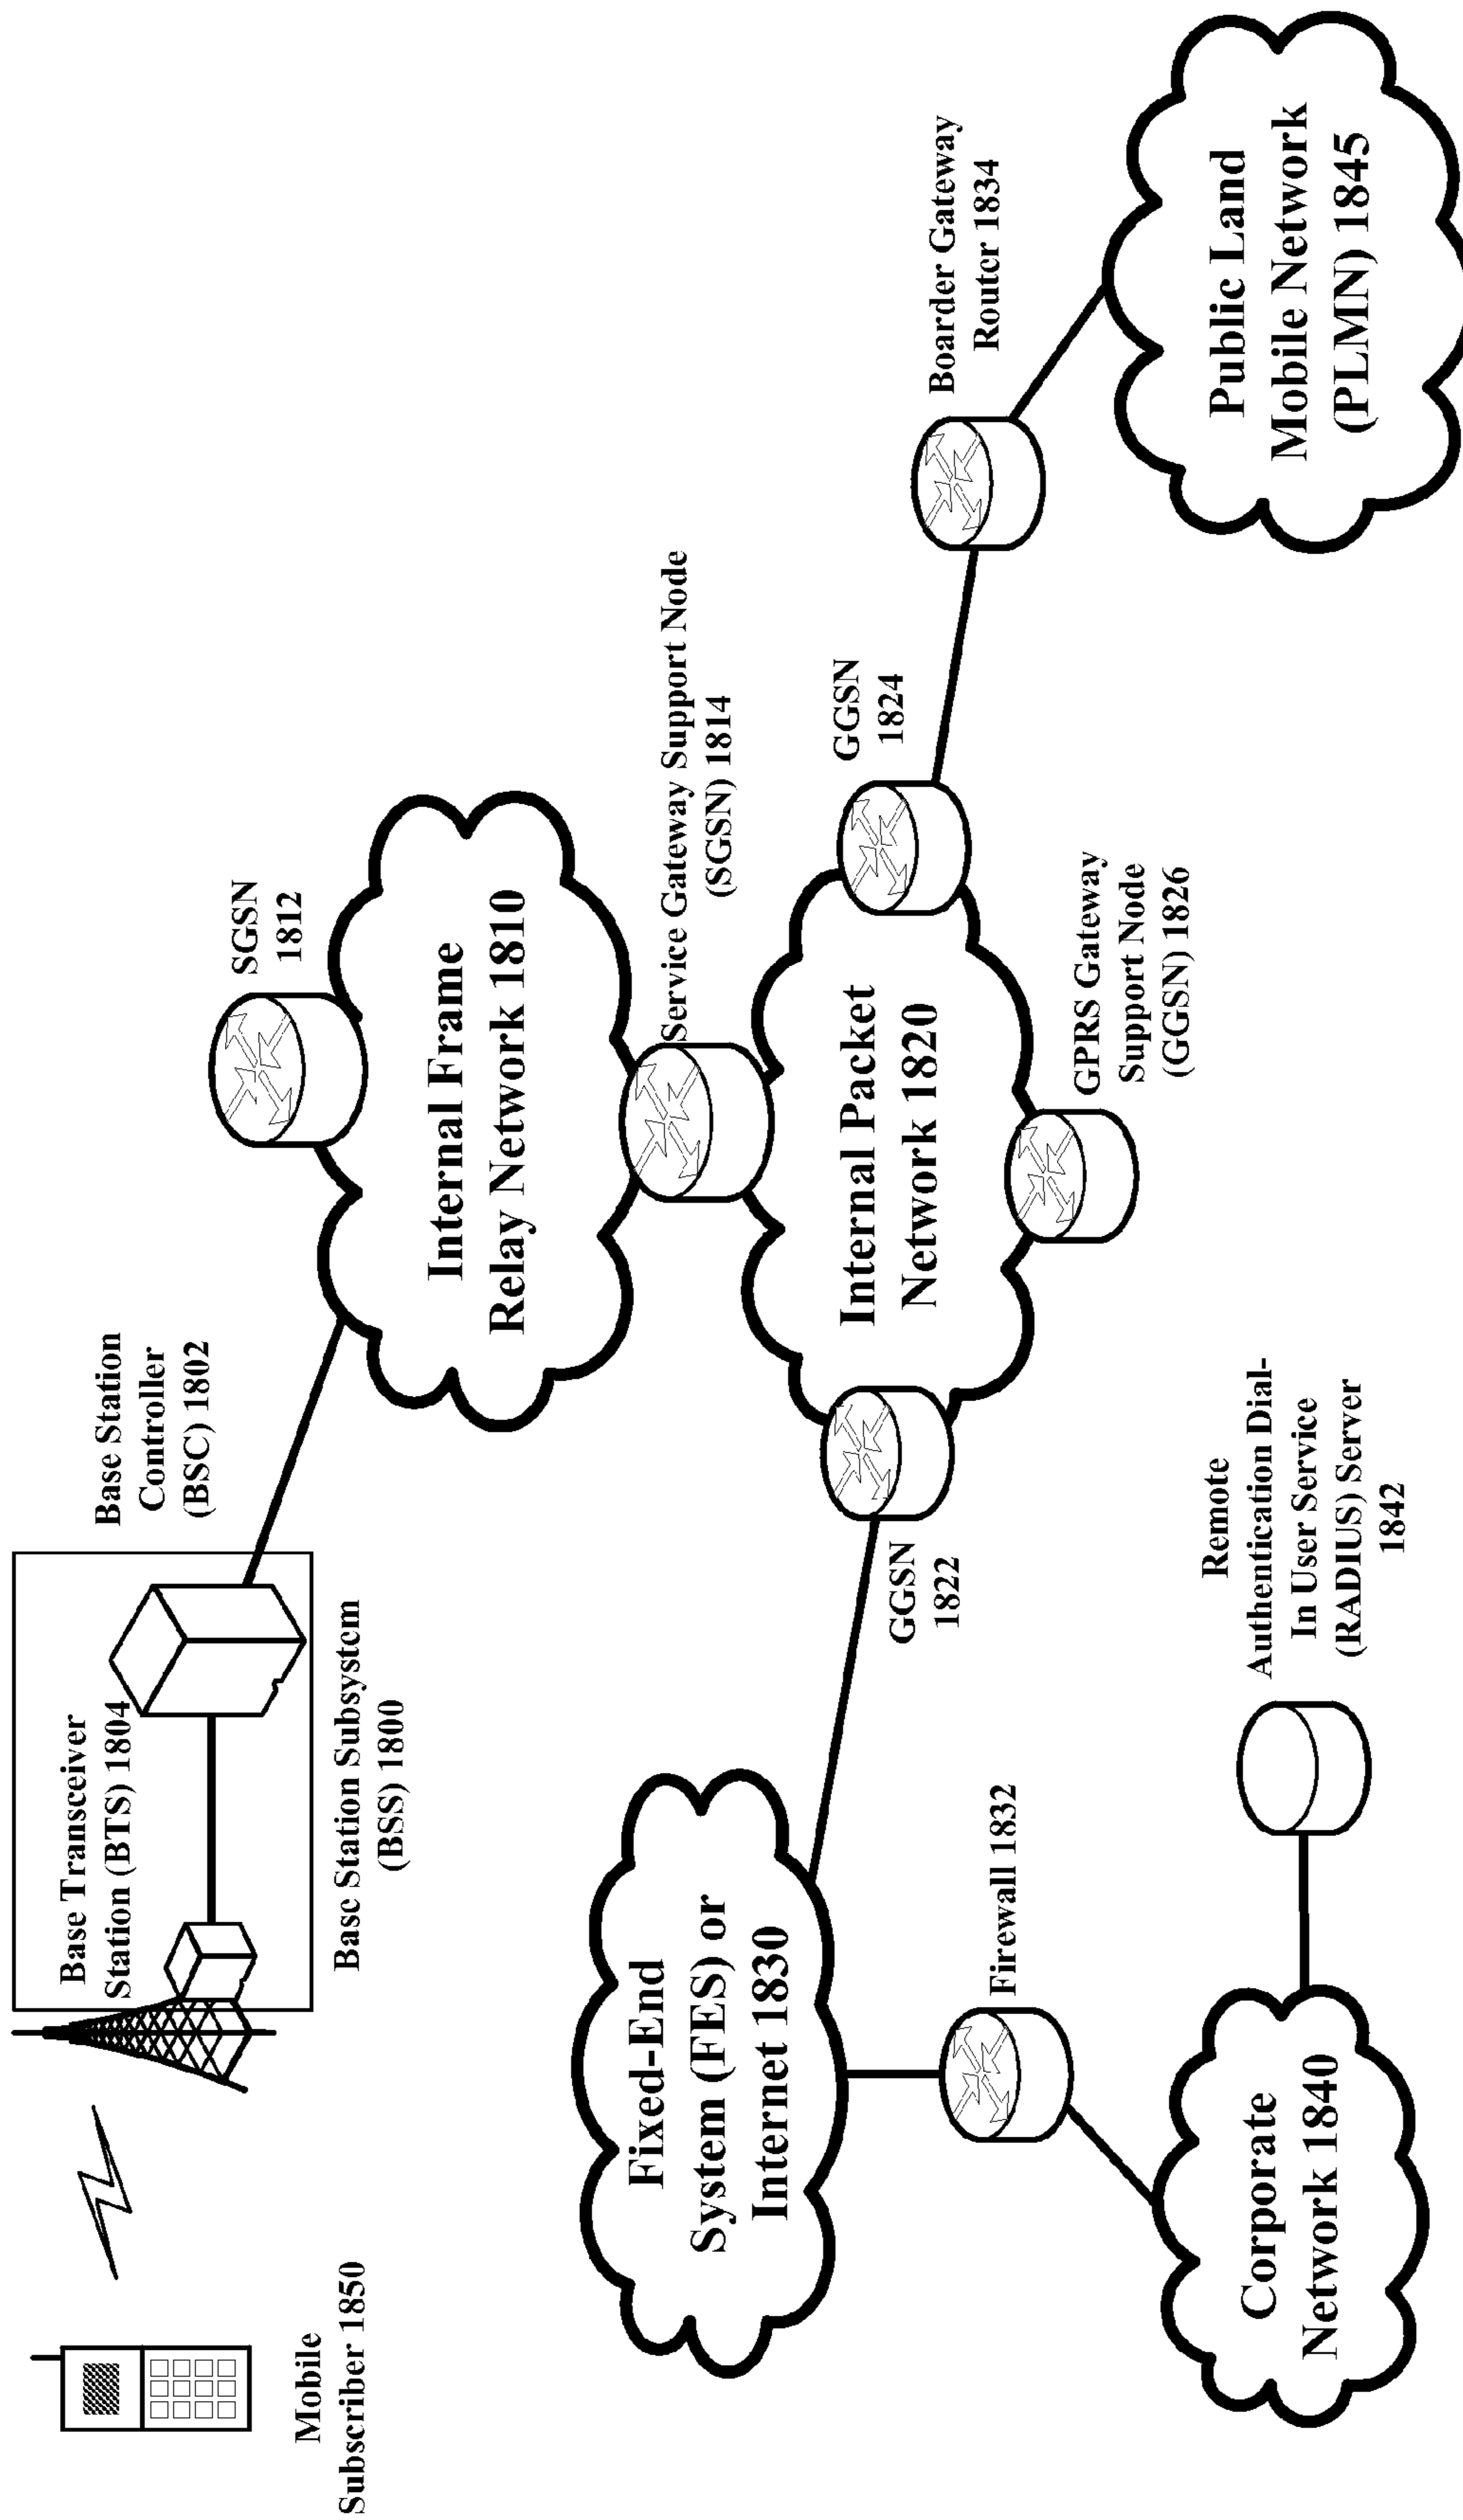 Base Transceiver
Station (BTS) 1804
Base Station
Controller
(BSC) 1802
SGSN
1812
Mobile
Subscriber 1850
Base Station Subsystem
(BSS) 1800
Internal Frame
Relay Network 1810
Service Gateway Support Node
(SGSN) 1814
Fixed-End
System (FES) or
Internet 1830
GGSN
1822
Internal Packet
Network 1820
GGSN
1824
Boarder Gateway
Router 1834
Firewall 1832
GPRS Gateway
Support Node
(GGSN) 1826
Corporate
Network 1840
Remote
Authentication Dial-
In User Service
(RADIUS) Server
1842
Public Land
Mobile Network
(PLMN) 1845